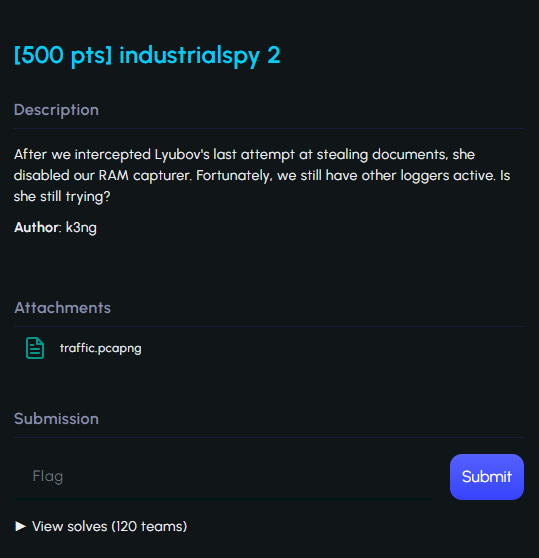 [500 pts] industrialspy 2
Description
After we intercepted Lyubov's last attempt at stealing documents, she
disabled our RAM capturer. Fortunately, we still have other loggers active. Is
she still trying?
Author: k3ng
Attachments
traffic.pcapng
Submission
Flag
Submit
► View solves (120 teams)